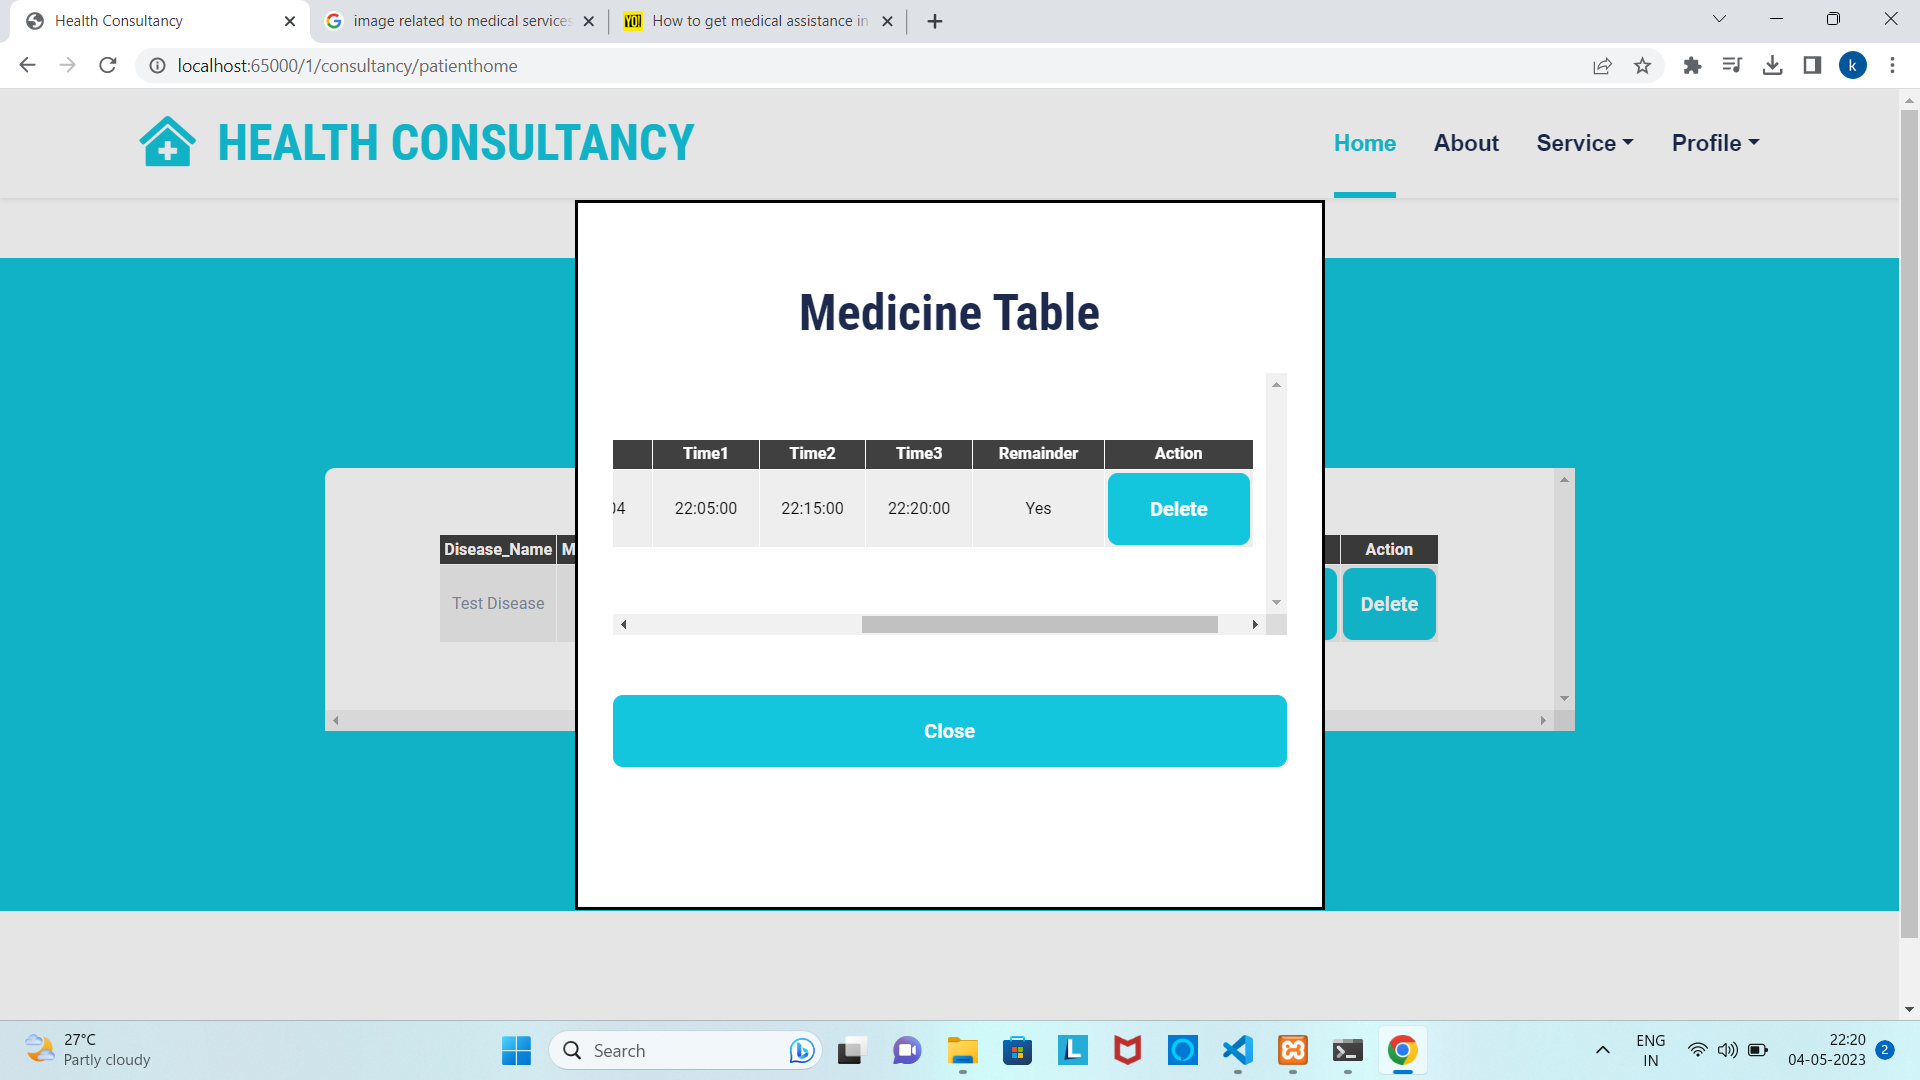 Health Consultancy
image related to medical services
How to get medical assistance in
localhost:65000/1/consultancy/patienthome
k
HEALTH CONSULTANCY
Home About Service Profile
Medicine Table
Time1 Time2 Time3 Remainder Action
04 22:05:00 22:15:00 22:20:00 Yes Delete
Disease_Name M Action
Test Disease Delete
Close
27°C
Partly cloudy
Search
ENG
IN
22:20
04-05-2023
2